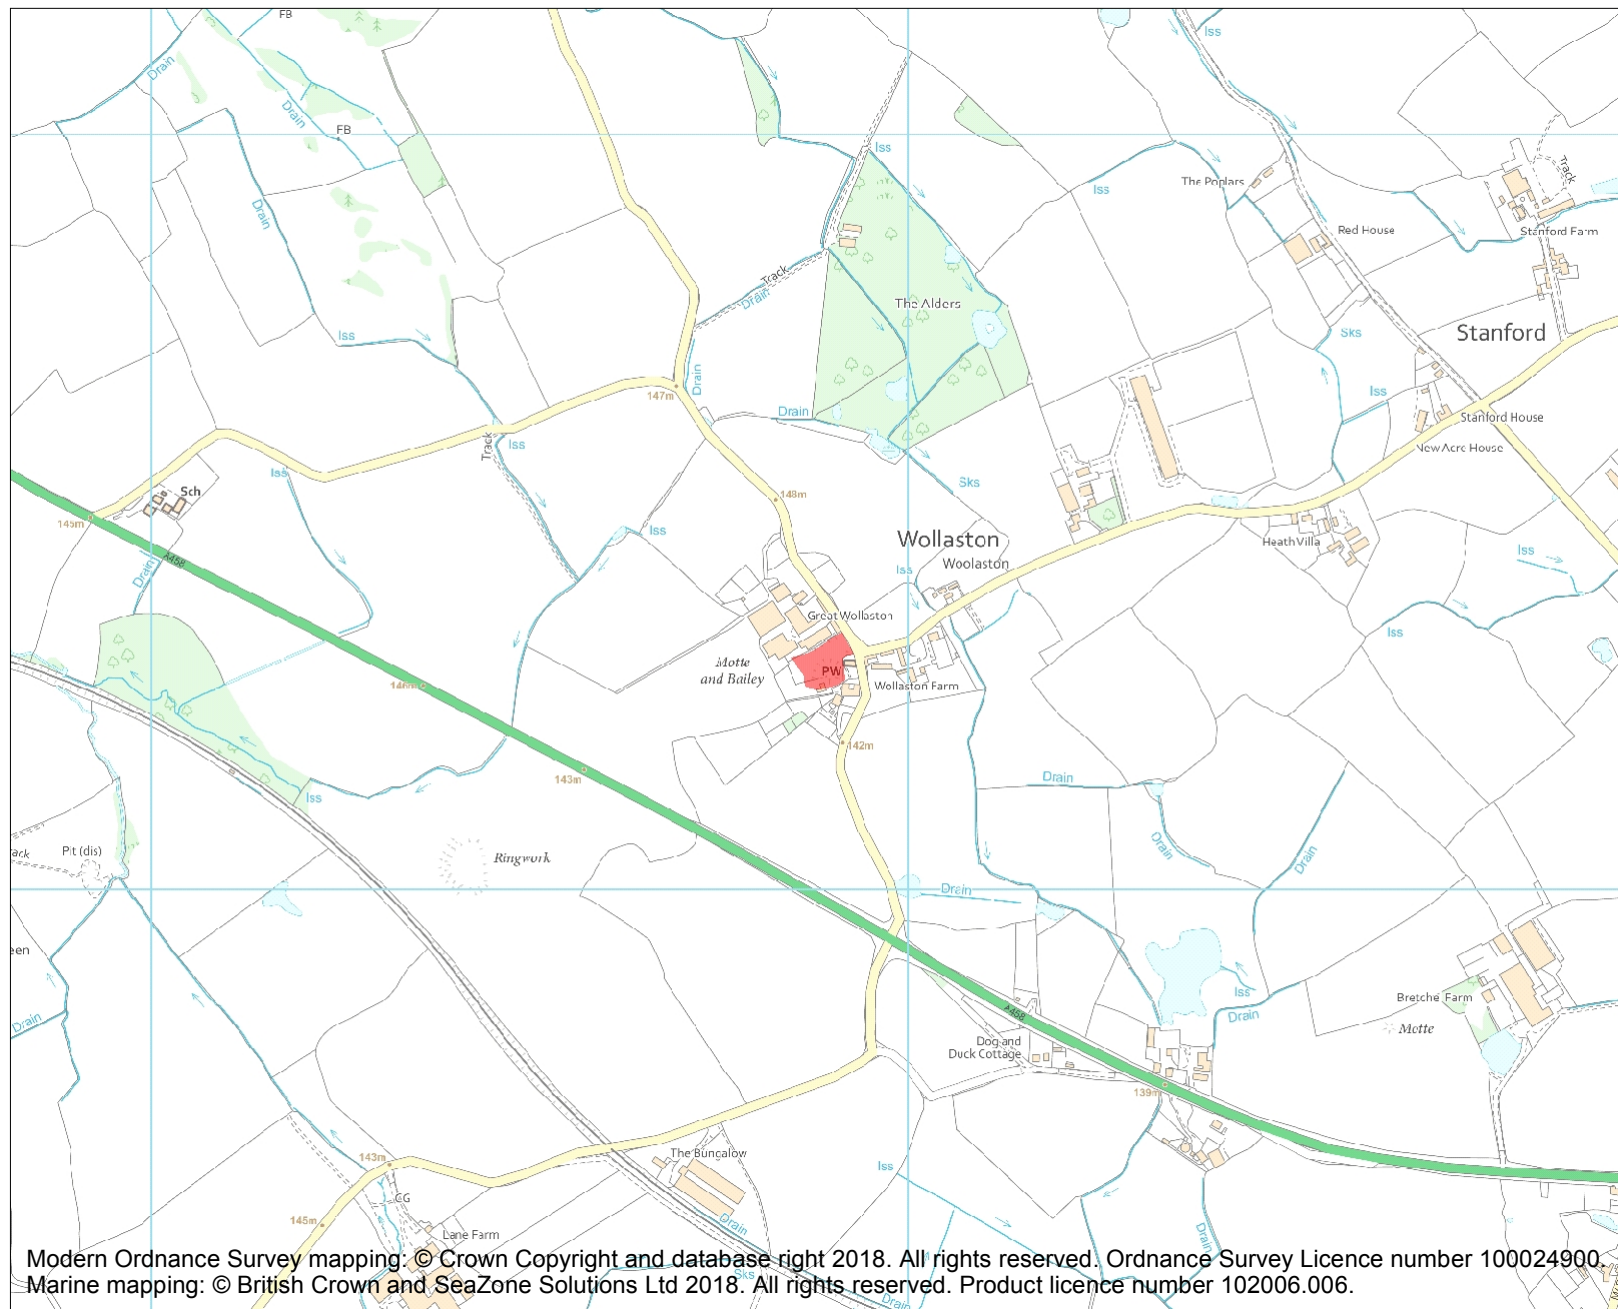 FB
Iss
Drain
Drain
FB
Iss
Iss
The Poplars
Track
Drain
Red House
Stanford Farm
Track
Drain
The Alders
Iss
Stanford
Sks
Drain
147m
Drain
Iss
Stanford House
Track
Iss
New Acre House
Iss
Sch
Sks
148m
145m
Iss
Wollaston
Heath Villa
A458
Drain
Iss
Woolaston
Iss
Great Wollaston
Iss
Motte
and Bailey
PW
Wollaston Farm
146m
142m
143m
Drain
Iss
Drain
Pit (dis)
Ringwork
Drain
ack
Drain
een
Iss
Bretchel Farm
Drain
A458
Drain
Motte
Dog and
Duck Cottage
139m
The Bungalow
143m
Iss
CG
145m
Drain
Lane Farm
Drain
Modern Ordnance Survey mapping: © Crown Copyright and database right 2018. All rights reserved. Ordnance Survey Licence number 100024900.
Sks
Marine mapping: © British Crown and SeaZone Solutions Ltd 2018. All rights reserved. Product licence number 102006.006.
Drain